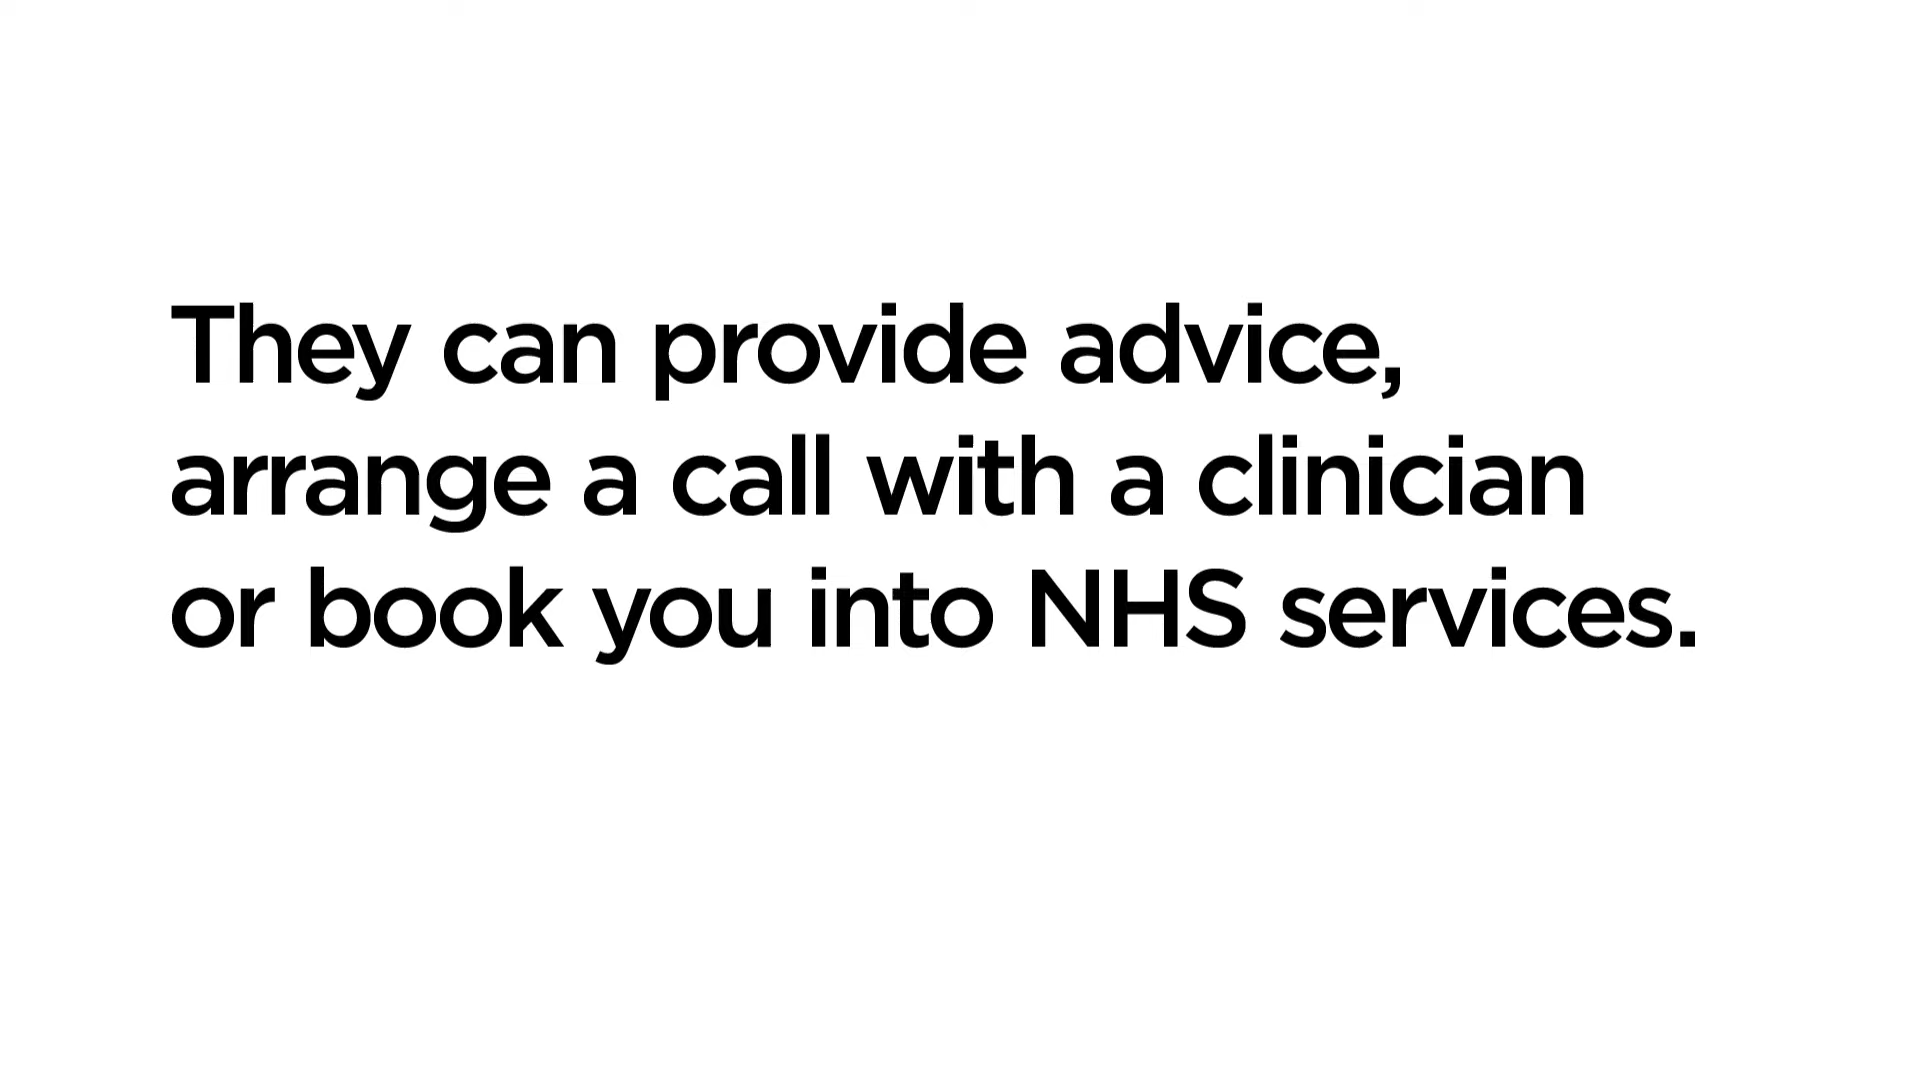 They can provide advice,
arrange a call with a clinician
or book you into NHS services.